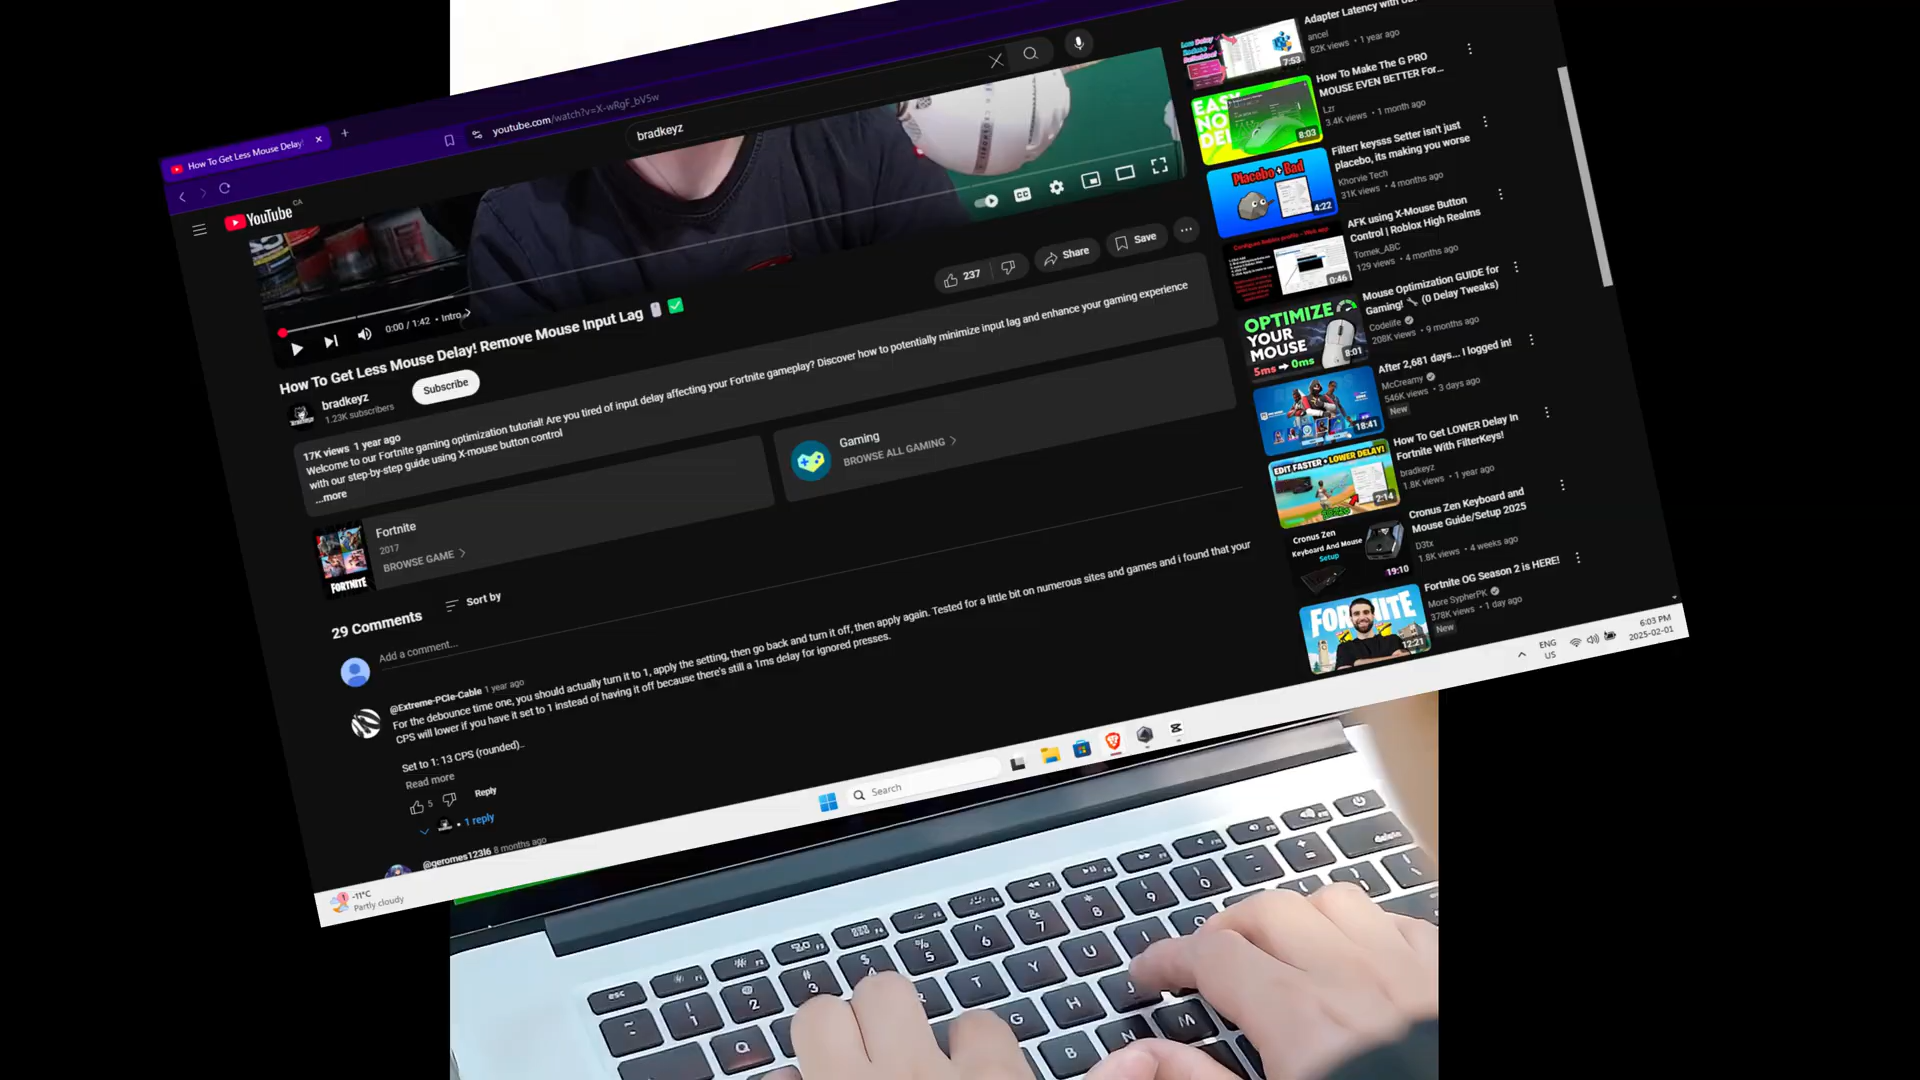 How To Get Less Mouse Delay!
youtube.com/watch?v=X-wRgF_bV5w
YouTube
CA
bradkeyz
0:00 / 1:42 • Intro
CC
How To Get Less Mouse Delay! Remove Mouse Input Lag
bradkeyz
1.23K subscribers
Subscribe
237
Share
Save
17K views 1 year ago
Welcome to our Fortnite gaming optimization tutorial! Are you tired of input delay affecting your Fortnite gameplay? Discover how to potentially minimize input lag and enhance your gaming experience
with our step-by-step guide using X-mouse button control
...more
FORTNITE
Fortnite
2017
BROWSE GAME
Gaming
BROWSE ALL GAMING
29 Comments
Sort by
Add a comment...
@Extreme-PCIe-Cable 1 year ago
For the debounce time one, you should actually turn it to 1, apply the setting, then go back and turn it off, then apply again. Tested for a little bit on numerous sites and games and i found that your
CPS will lower if you have it set to 1 instead of having it off because there's still a 1ms delay for ignored presses.
Set to 1: 13 CPS (rounded)..
Read more
5
Reply
1 reply
@geromes123l6 8 months ago
Adapter Latency with
ancel
82K views • 1 year ago
7:53
How To Make The G PRO
MOUSE EVEN BETTER For...
Lzr
3.4K views • 1 month ago
EASY
NO
DEL
8:03
Filterr keysss Setter isn't just
placebo, its making you worse
Khorvie Tech
31K views • 4 months ago
Placebo + Bad
4:22
AFK using X-Mouse Button
Control | Roblox High Realms
Tomek_ABC
129 views • 4 months ago
0:46
Mouse Optimization GUIDE for
Gaming! 🔧 (0 Delay Tweaks)
Codelife
208K views • 9 months ago
OPTIMIZE
YOUR
MOUSE
5ms → 0ms
8:01
After 2,681 days... I logged in!
McCreamy
546K views • 3 days ago
New
18:41
How To Get LOWER Delay In
Fortnite With FilterKeys!
bradkeyz
1.8K views • 1 year ago
EDIT FASTER + LOWER DELAY!
2:14
Cronus Zen Keyboard and
Mouse Guide/Setup 2025
D3tx
1.8K views • 4 weeks ago
Cronus Zen
Keyboard And Mouse
Setup
19:10
Fortnite OG Season 2 is HERE!
More SypherPK
378K views • 1 day ago
New
12:21
-11°C
Partly cloudy
Search
ENG
US
6:03 PM
2025-02-01
esc
delete
1
2
3
4
5
6
7
8
9
0
Q
T
Y
U
I
G
H
J
B
N
M